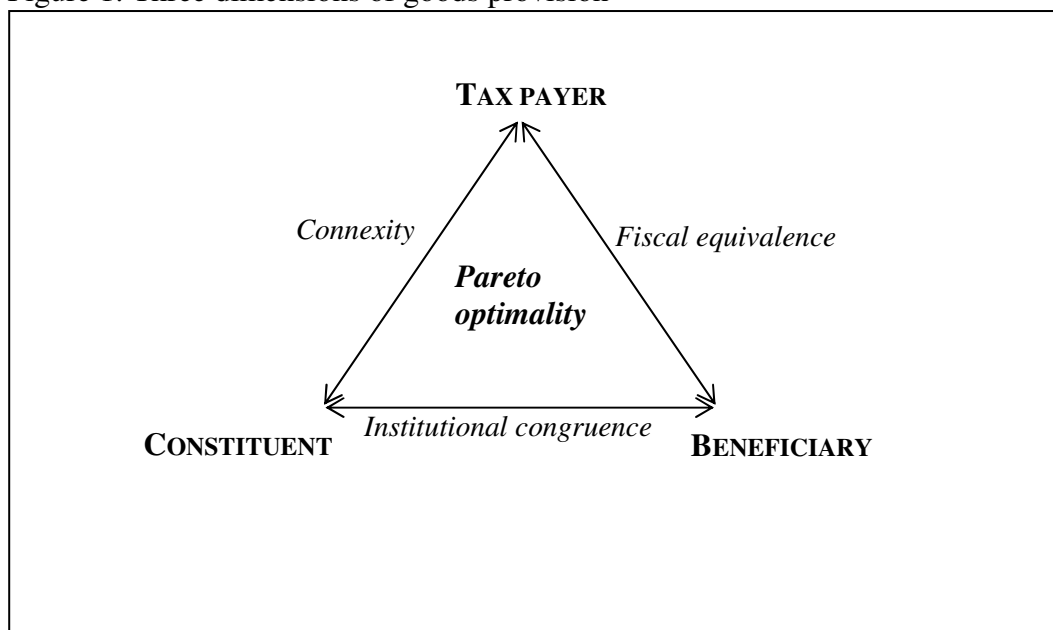 Figure 1: Three dimensions of goods provision
TAX PAYER
Connexity
Fiscal equivalence
Pareto
optimality
Institutional congruence
CONSTITUENT
BENEFICIARY